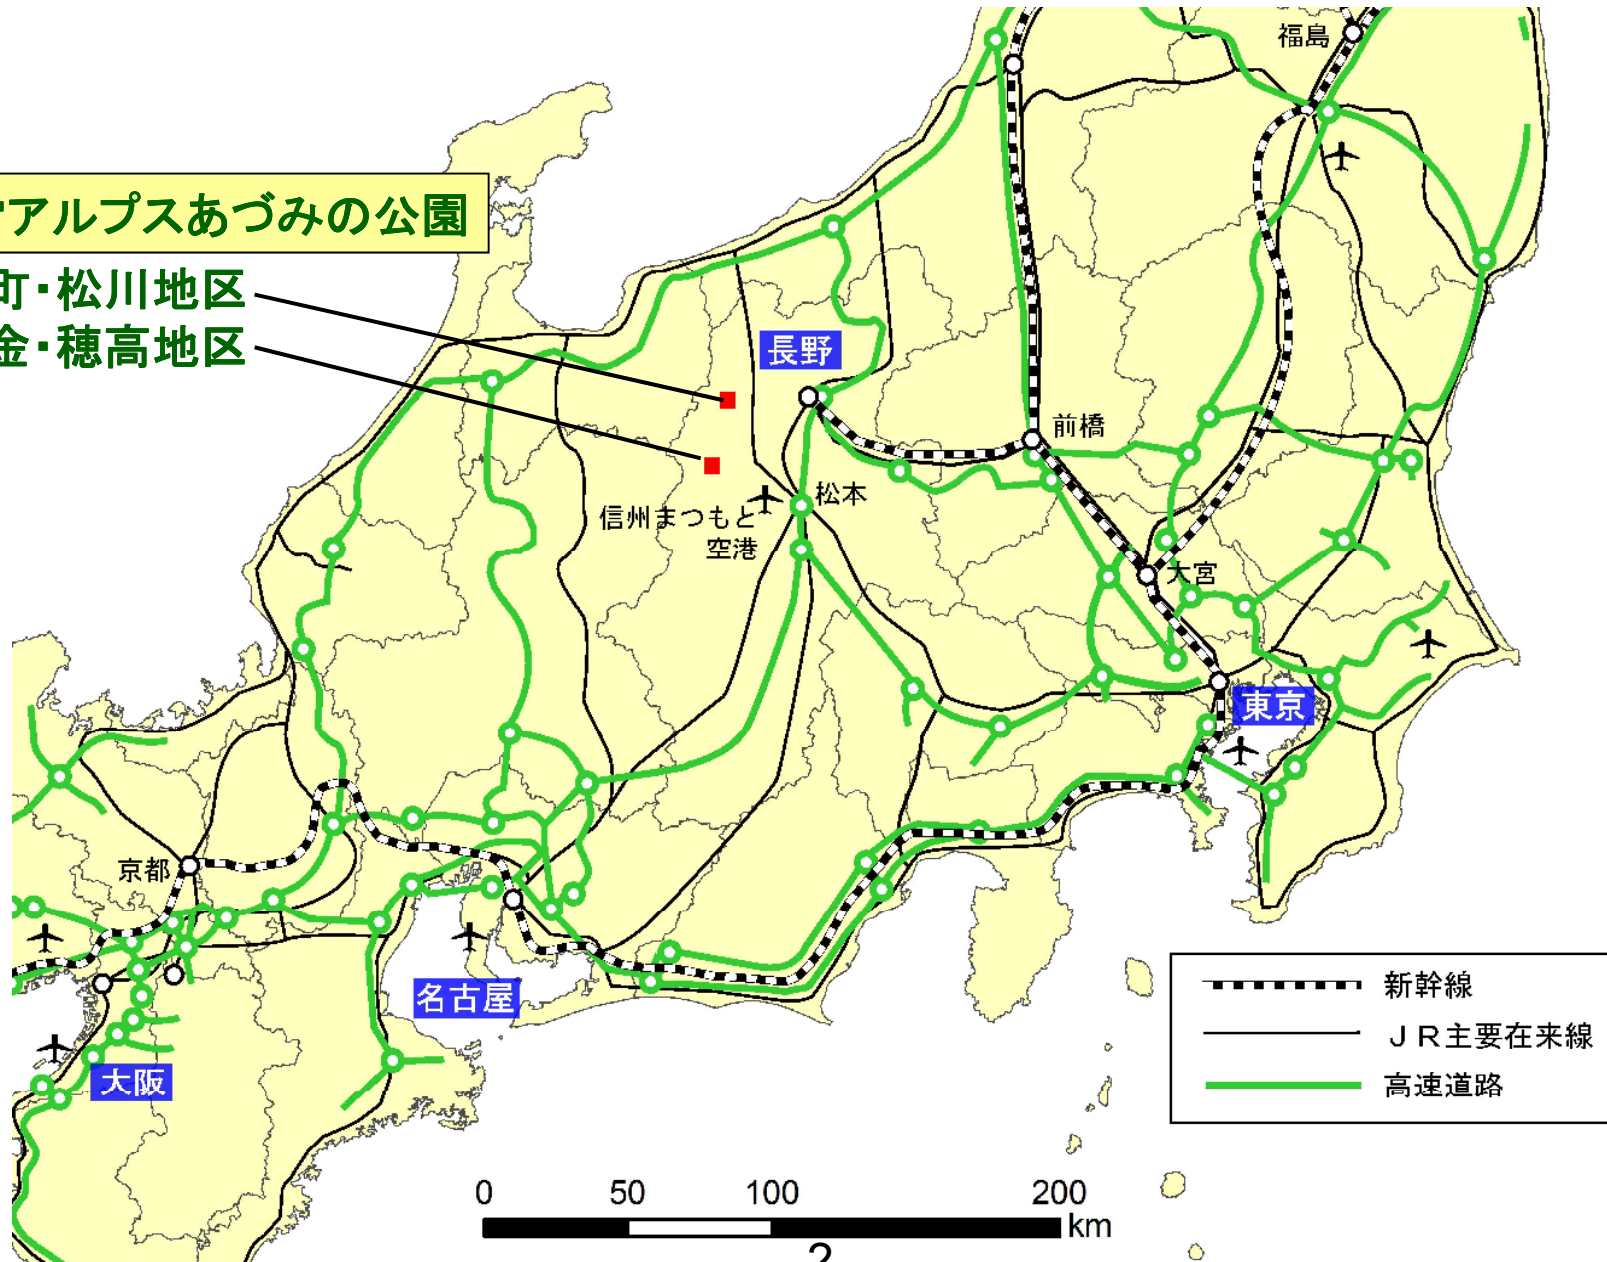 福島
アルプスあづみの公園
町・松川地区
金・穂高地区
長野
前橋
松本
信州まつもと
空港
大宮
東京
京都
名古屋
大阪
新幹線
ＪＲ主要在来線
高速道路
0 50 100 200
km
2